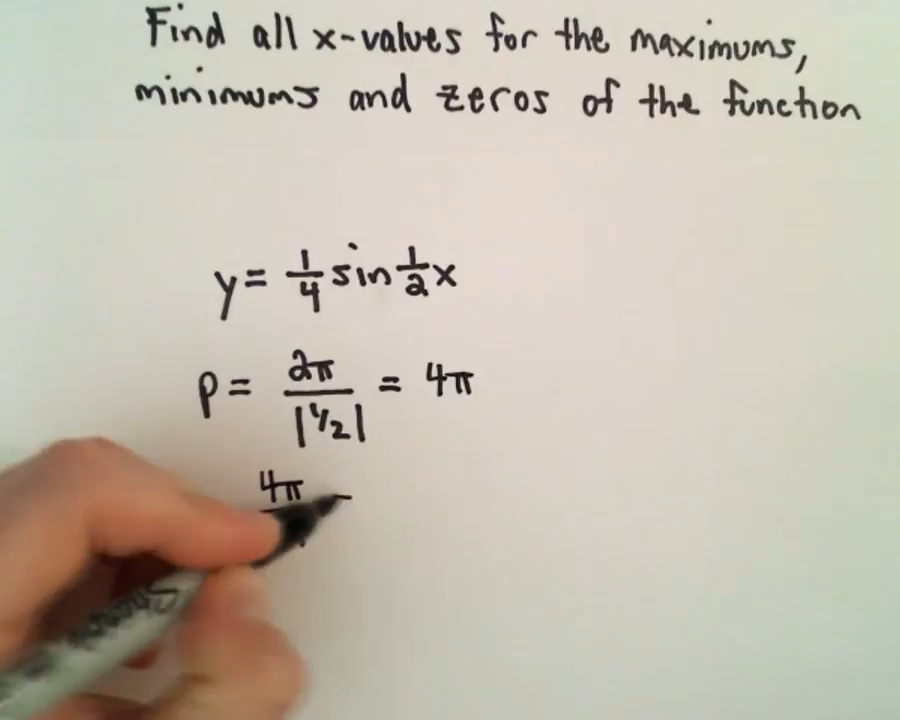 Find all x-values for the maximums,
minimums and zeros of the function
y = 1/4 sin 1/2 x
P = 2π / |1/2| = 4π
4π